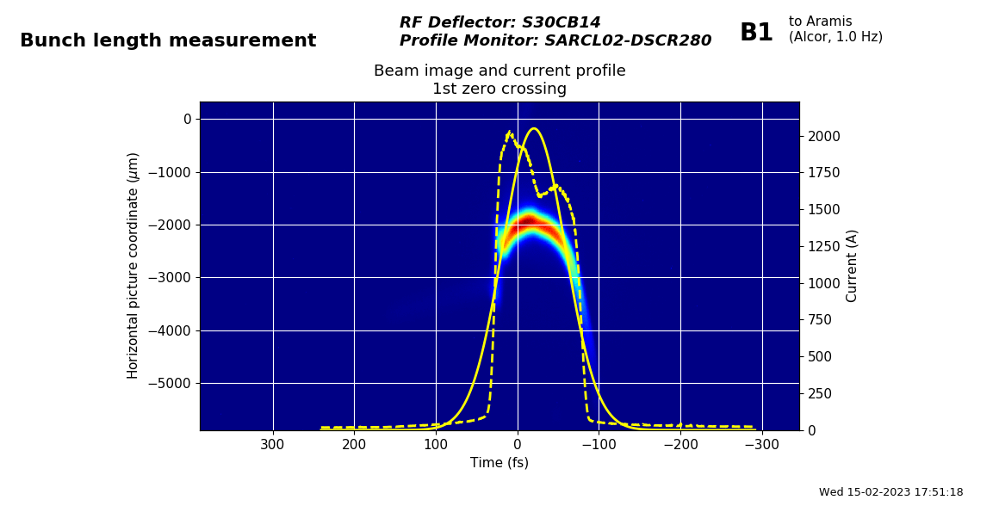 Bunch length measurement
RF Deflector: S30CB14
Profile Monitor: SARCL02-DSCR280
B1
to Aramis
(Alcor, 1.0 Hz)
Beam image and current profile
1st zero crossing
Horizontal picture coordinate (μm)
0
−1000
−2000
−3000
−4000
−5000
2000
1750
1500
1250
1000
750
500
250
0
Current (A)
300
200
100
0
−100
−200
−300
Time (fs)
Wed 15-02-2023 17:51:18